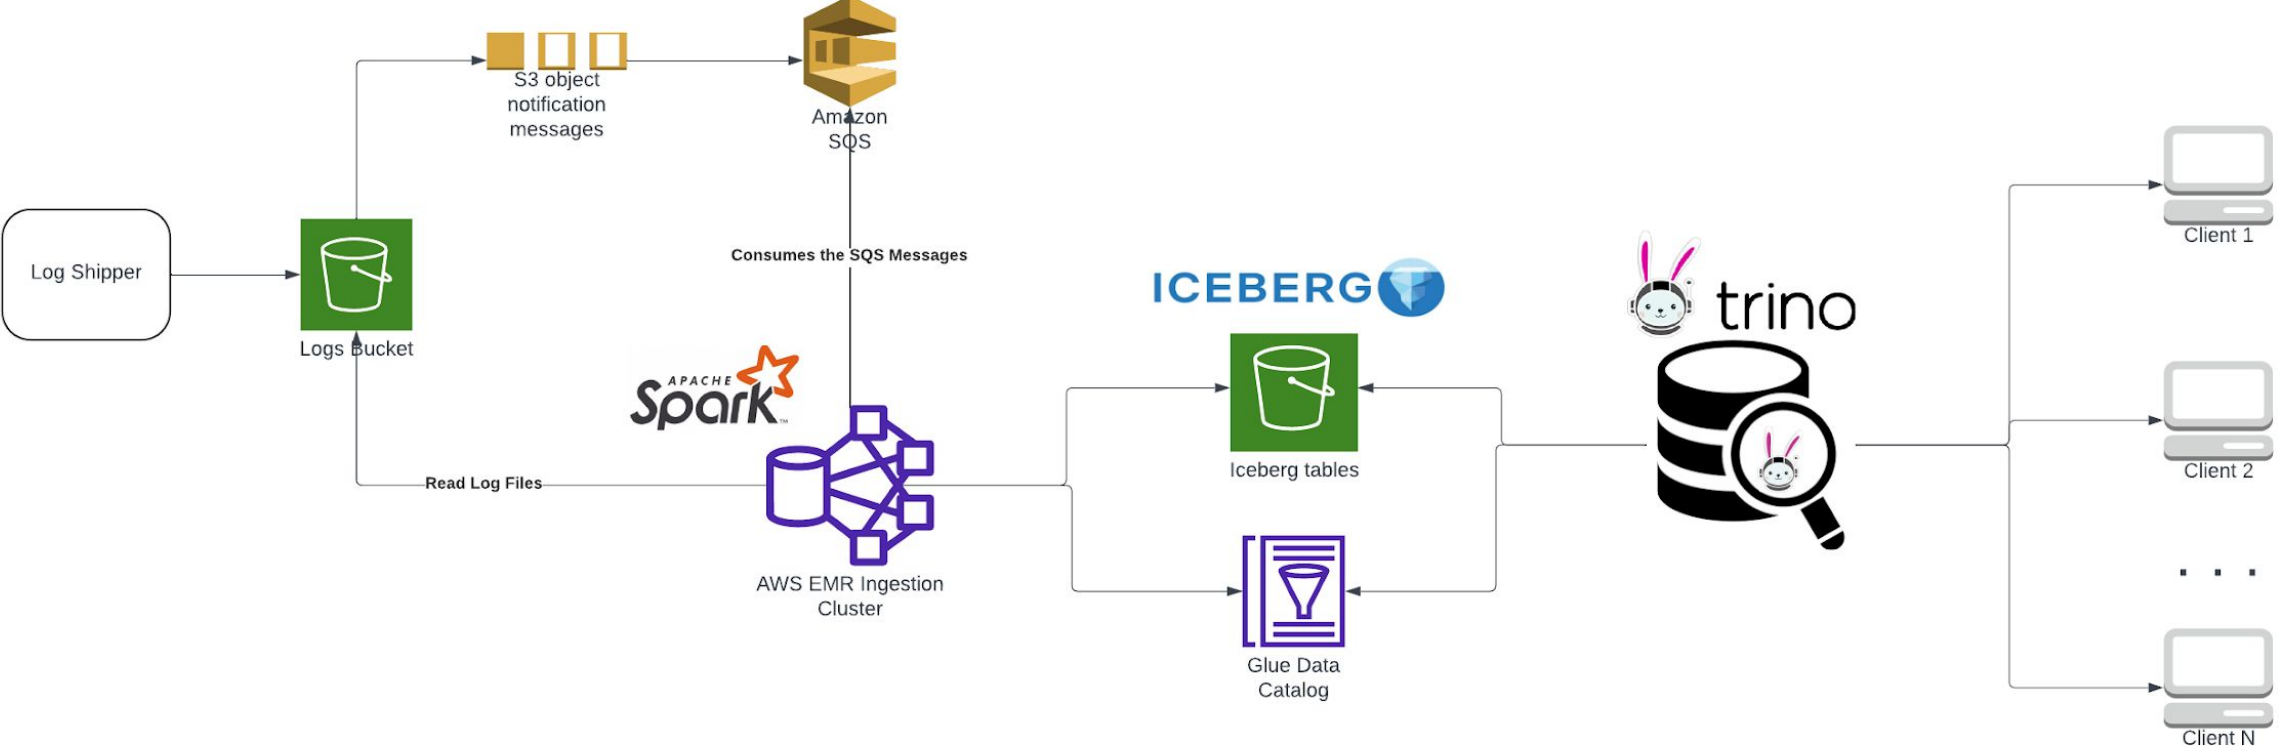 S3 object
notification
messages
Amazon
SQS
Log Shipper
Logs Bucket
Consumes the SQS Messages
APACHE
Spark™
Read Log Files
AWS EMR Ingestion
Cluster
ICEBERG
Iceberg tables
Glue Data
Catalog
trino
Client 1
Client 2
. . .
Client N